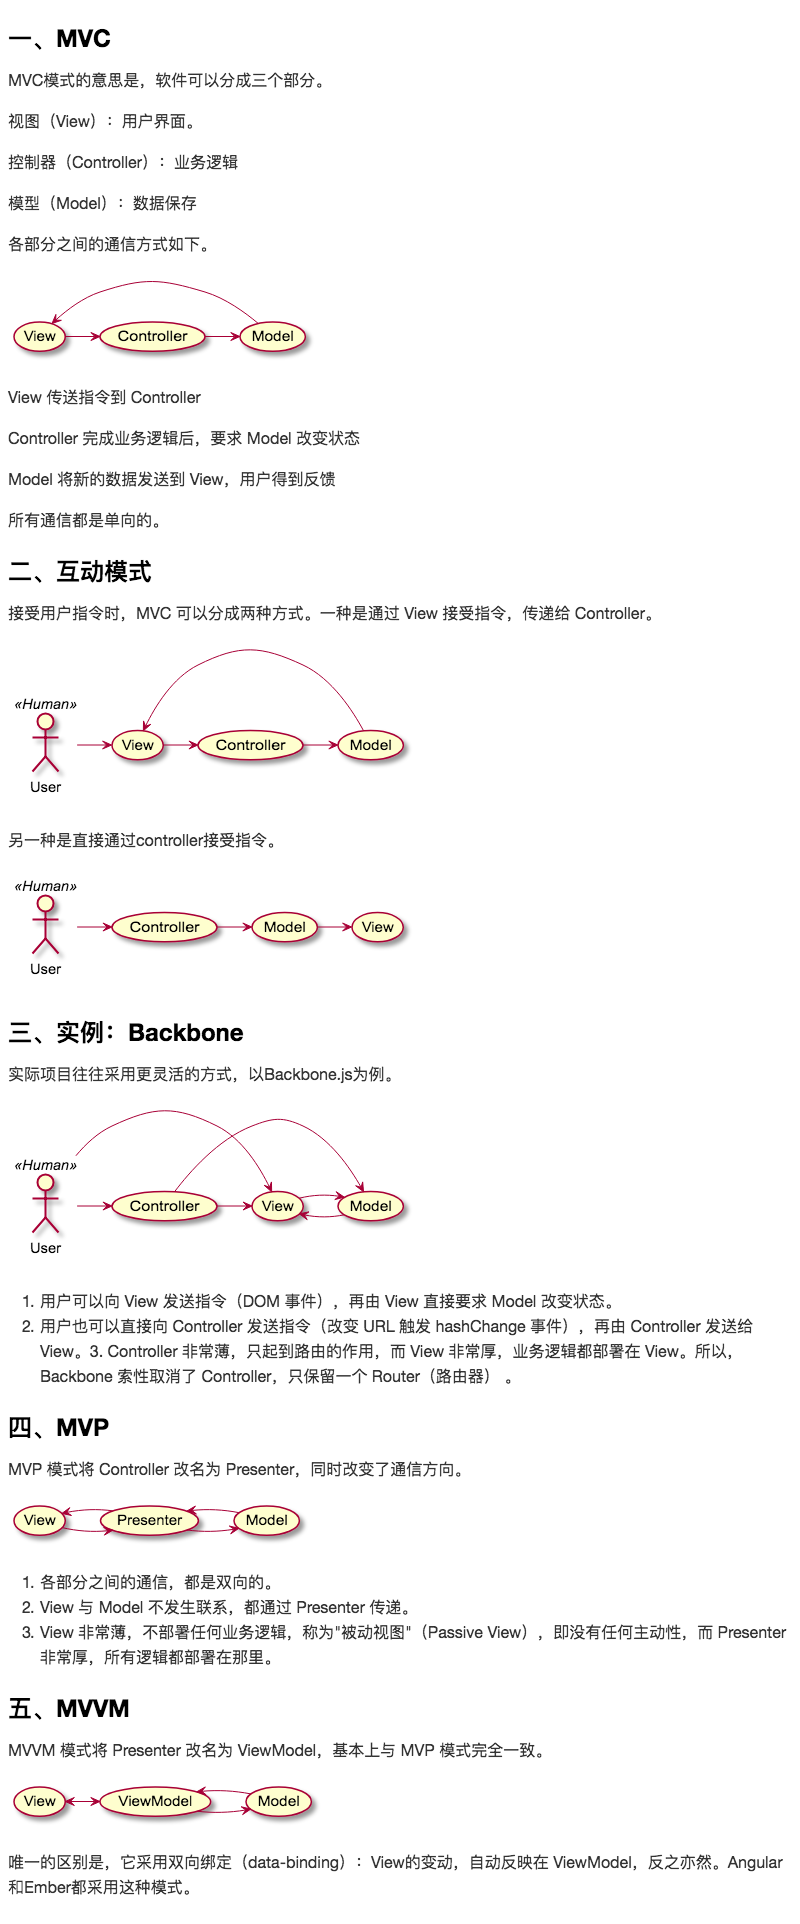 一、MVC
MVC模式的意思是，软件可以分成三个部分。
视图（View）：用户界面。
控制器（Controller）：业务逻辑
模型（Model）：数据保存
各部分之间的通信方式如下。
View Controller Model
View 传送指令到 Controller
Controller 完成业务逻辑后，要求 Model 改变状态
Model 将新的数据发送到 View，用户得到反馈
所有通信都是单向的。
二、互动模式
接受用户指令时，MVC 可以分成两种方式。一种是通过 View 接受指令，传递给 Controller。
«Human»
View Controller Model
User
另一种是直接通过controller接受指令。
«Human»
Controller Model View
User
三、实例：Backbone
实际项目往往采用更灵活的方式，以Backbone.js为例。
«Human»
Controller View Model
User
1. 用户可以向 View 发送指令（DOM 事件），再由 View 直接要求 Model 改变状态。
2. 用户也可以直接向 Controller 发送指令（改变 URL 触发 hashChange 事件），再由 Controller 发送给
View。3. Controller 非常薄，只起到路由的作用，而 View 非常厚，业务逻辑都部署在 View。所以，
Backbone 索性取消了 Controller，只保留一个 Router（路由器） 。
四、MVP
MVP 模式将 Controller 改名为 Presenter，同时改变了通信方向。
View Presenter Model
1. 各部分之间的通信，都是双向的。
2. View 与 Model 不发生联系，都通过 Presenter 传递。
3. View 非常薄，不部署任何业务逻辑，称为"被动视图"（Passive View），即没有任何主动性，而 Presenter
非常厚，所有逻辑都部署在那里。
五、MVVM
MVVM 模式将 Presenter 改名为 ViewModel，基本上与 MVP 模式完全一致。
View ViewModel Model
唯一的区别是，它采用双向绑定（data-binding）：View的变动，自动反映在 ViewModel，反之亦然。Angular
和Ember都采用这种模式。